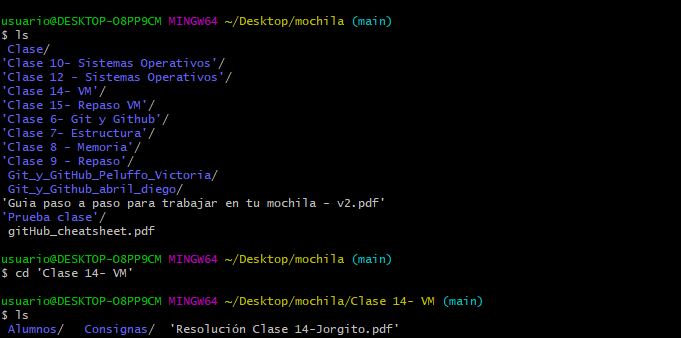 usuario@DESKTOP-O8PP9CM MINGW64 ~/Desktop/mochila (main)
$ ls
Clase/
'Clase 10- Sistemas Operativos'/
'Clase 12 - Sistemas Operativos'/
'Clase 14- VM'/
'Clase 15- Repaso VM'/
'Clase 6- Git y Github'/
'Clase 7- Estructura'/
'Clase 8 - Memoria'/
'Clase 9 - Repaso'/
Git_y_GitHub_Peluffo_Victoria/
Git_y_Github_abril_diego/
'Guia paso a paso para trabajar en tu mochila - v2.pdf'
'Prueba clase'/
gitHub_cheatsheet.pdf
usuario@DESKTOP-O8PP9CM MINGW64 ~/Desktop/mochila (main)
$ cd 'Clase 14- VM'
usuario@DESKTOP-O8PP9CM MINGW64 ~/Desktop/mochila/Clase 14- VM (main)
$ ls
Alumnos/   Consignas/  'Resolución Clase 14-Jorgito.pdf'